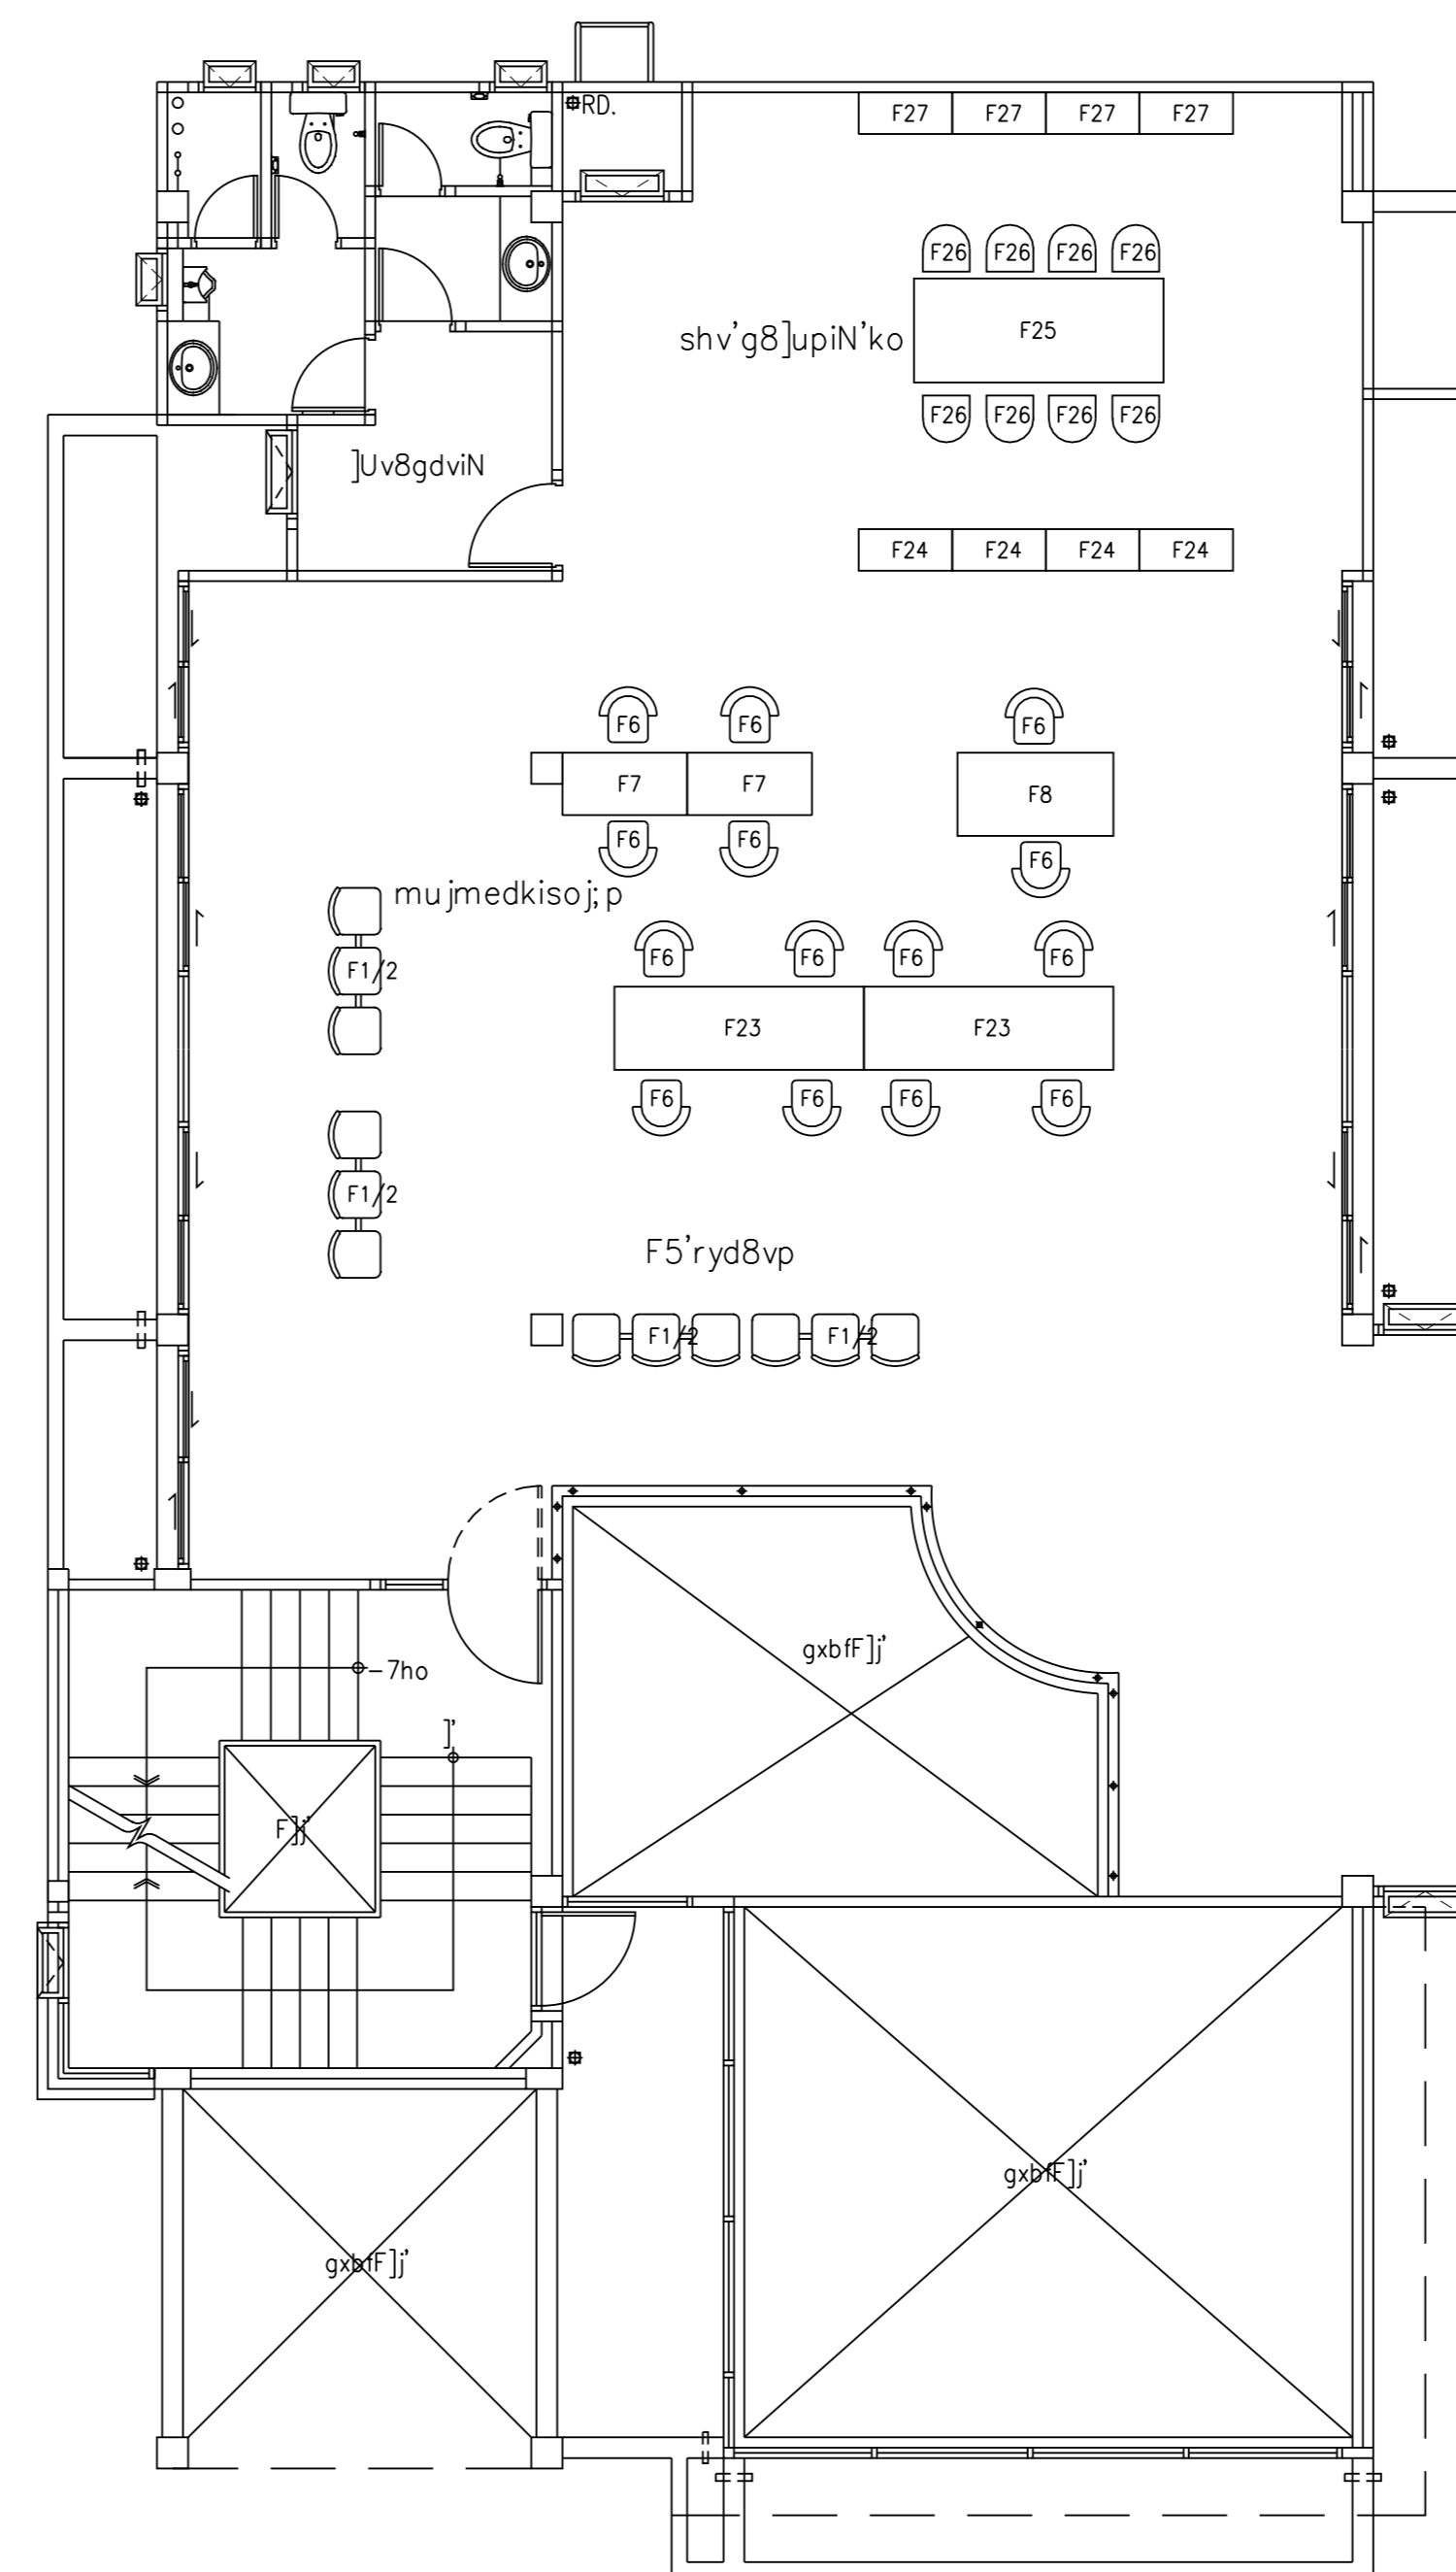 RD.
F27 F27 F27 F27
F26 F26 F26 F26
shv'g8]upiN'ko
F25
F26 F26 F26 F26
]Uv8gdviN
F24 F24 F24 F24
F6 F6 F6
F7 F7 F8
F6 F6 F6
mujmedkisoj;p
F6 F6 F6 F6
F1/2
F23 F23
F6 F6 F6 F6
F1/2
F5'ryd8vp
F1/2 F1/2
gxbfF]j'
-7ho
]'
F]j'
gxbfF]j'
gxbfF]j'